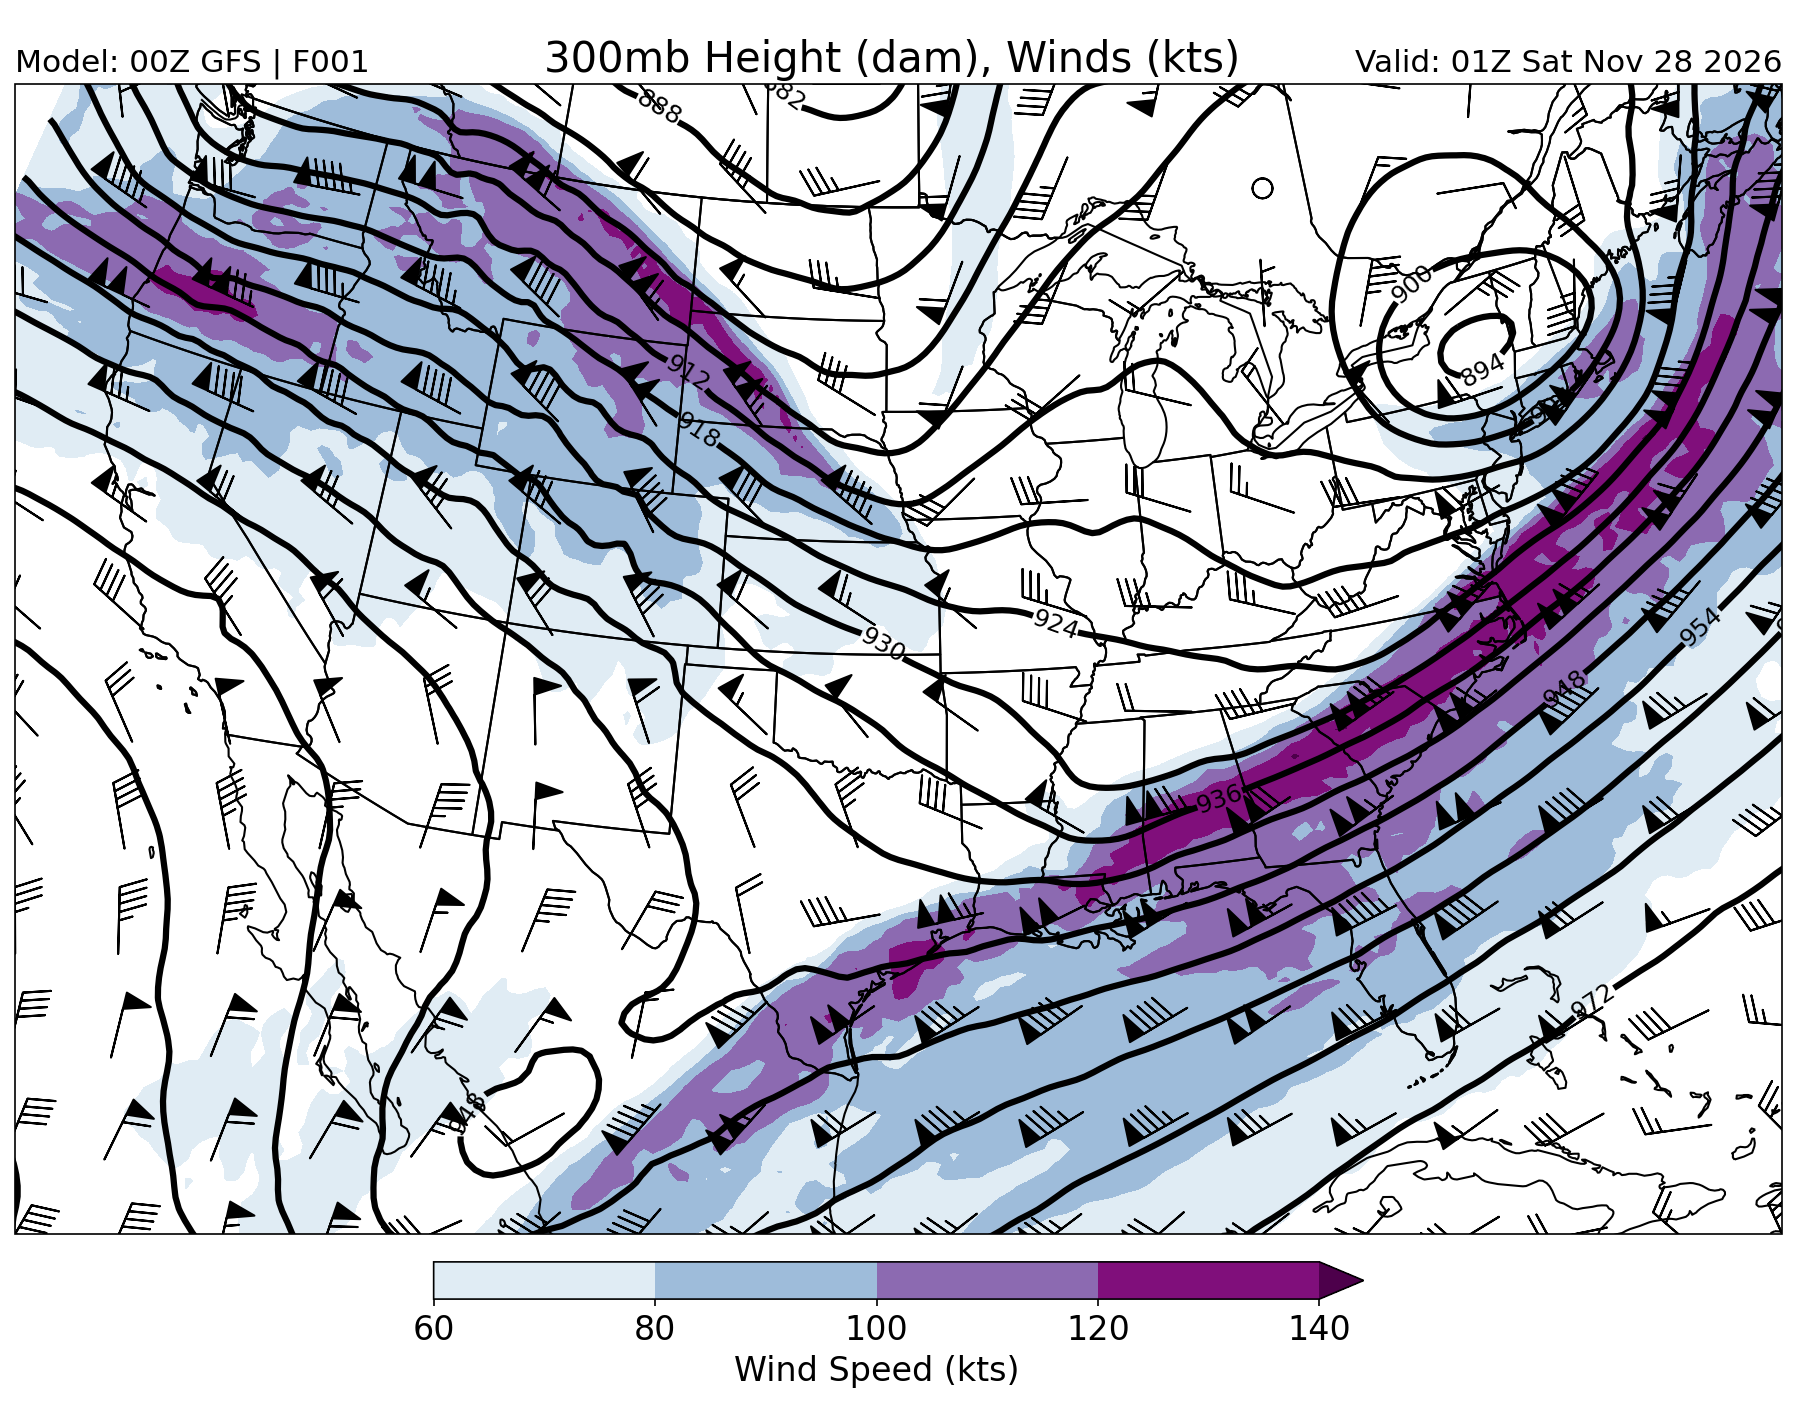 Model: 00Z GFS | F001
300mb Height (dam), Winds (kts)
Valid: 01Z Sat Nov 28 2026
888
900
894
912
918
924
930
954
948
936
972
948
60 80 100 120 140
Wind Speed (kts)